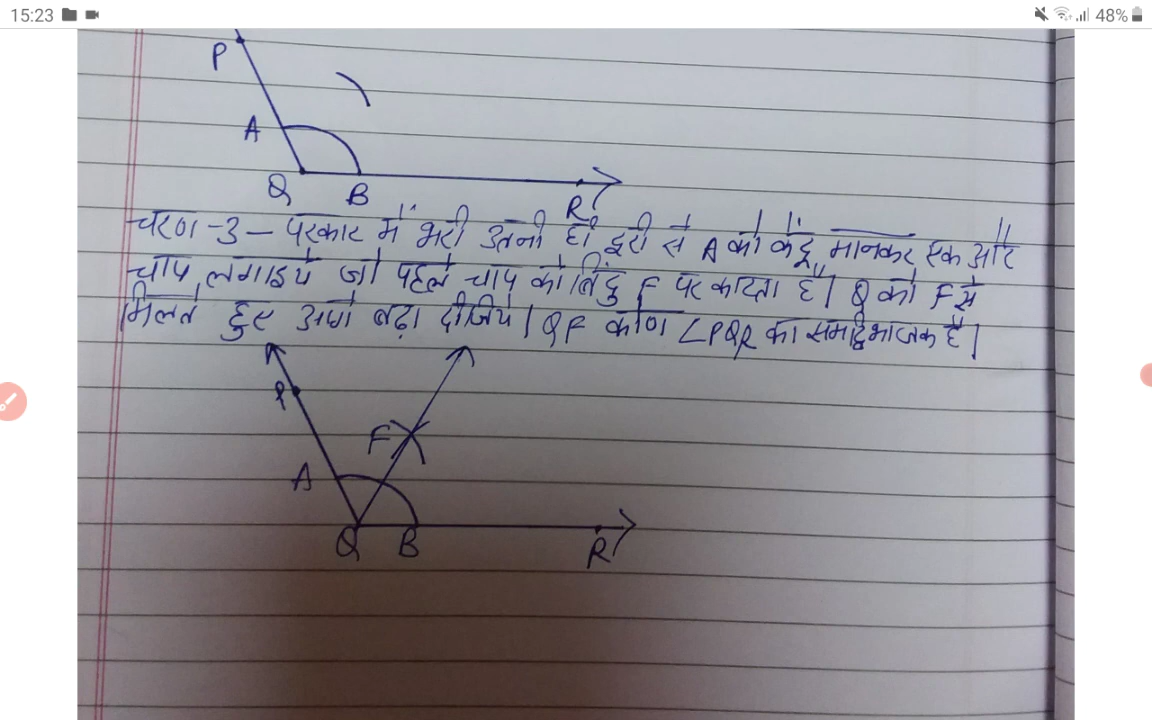 15:23
48%
P
A
Q B R
चरण-3- परकार में भरी उतनी ही दूरी से A को केंद्र मानकर एक और
चाप लगाइये जो पहले चाप को बिंदु F पर काटता है। Q को F से
मिलते हुए आगे बढ़ा दीजिये। QF कोण ∠PQR का समद्विभाजक है।
P
F
A
Q B R